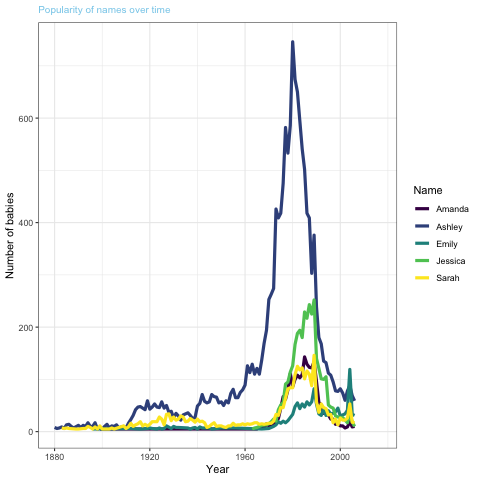 Popularity of names over time
Number of babies
600
400
200
0
1880
1920
1960
2000
Year
Name
Amanda
Ashley
Emily
Jessica
Sarah